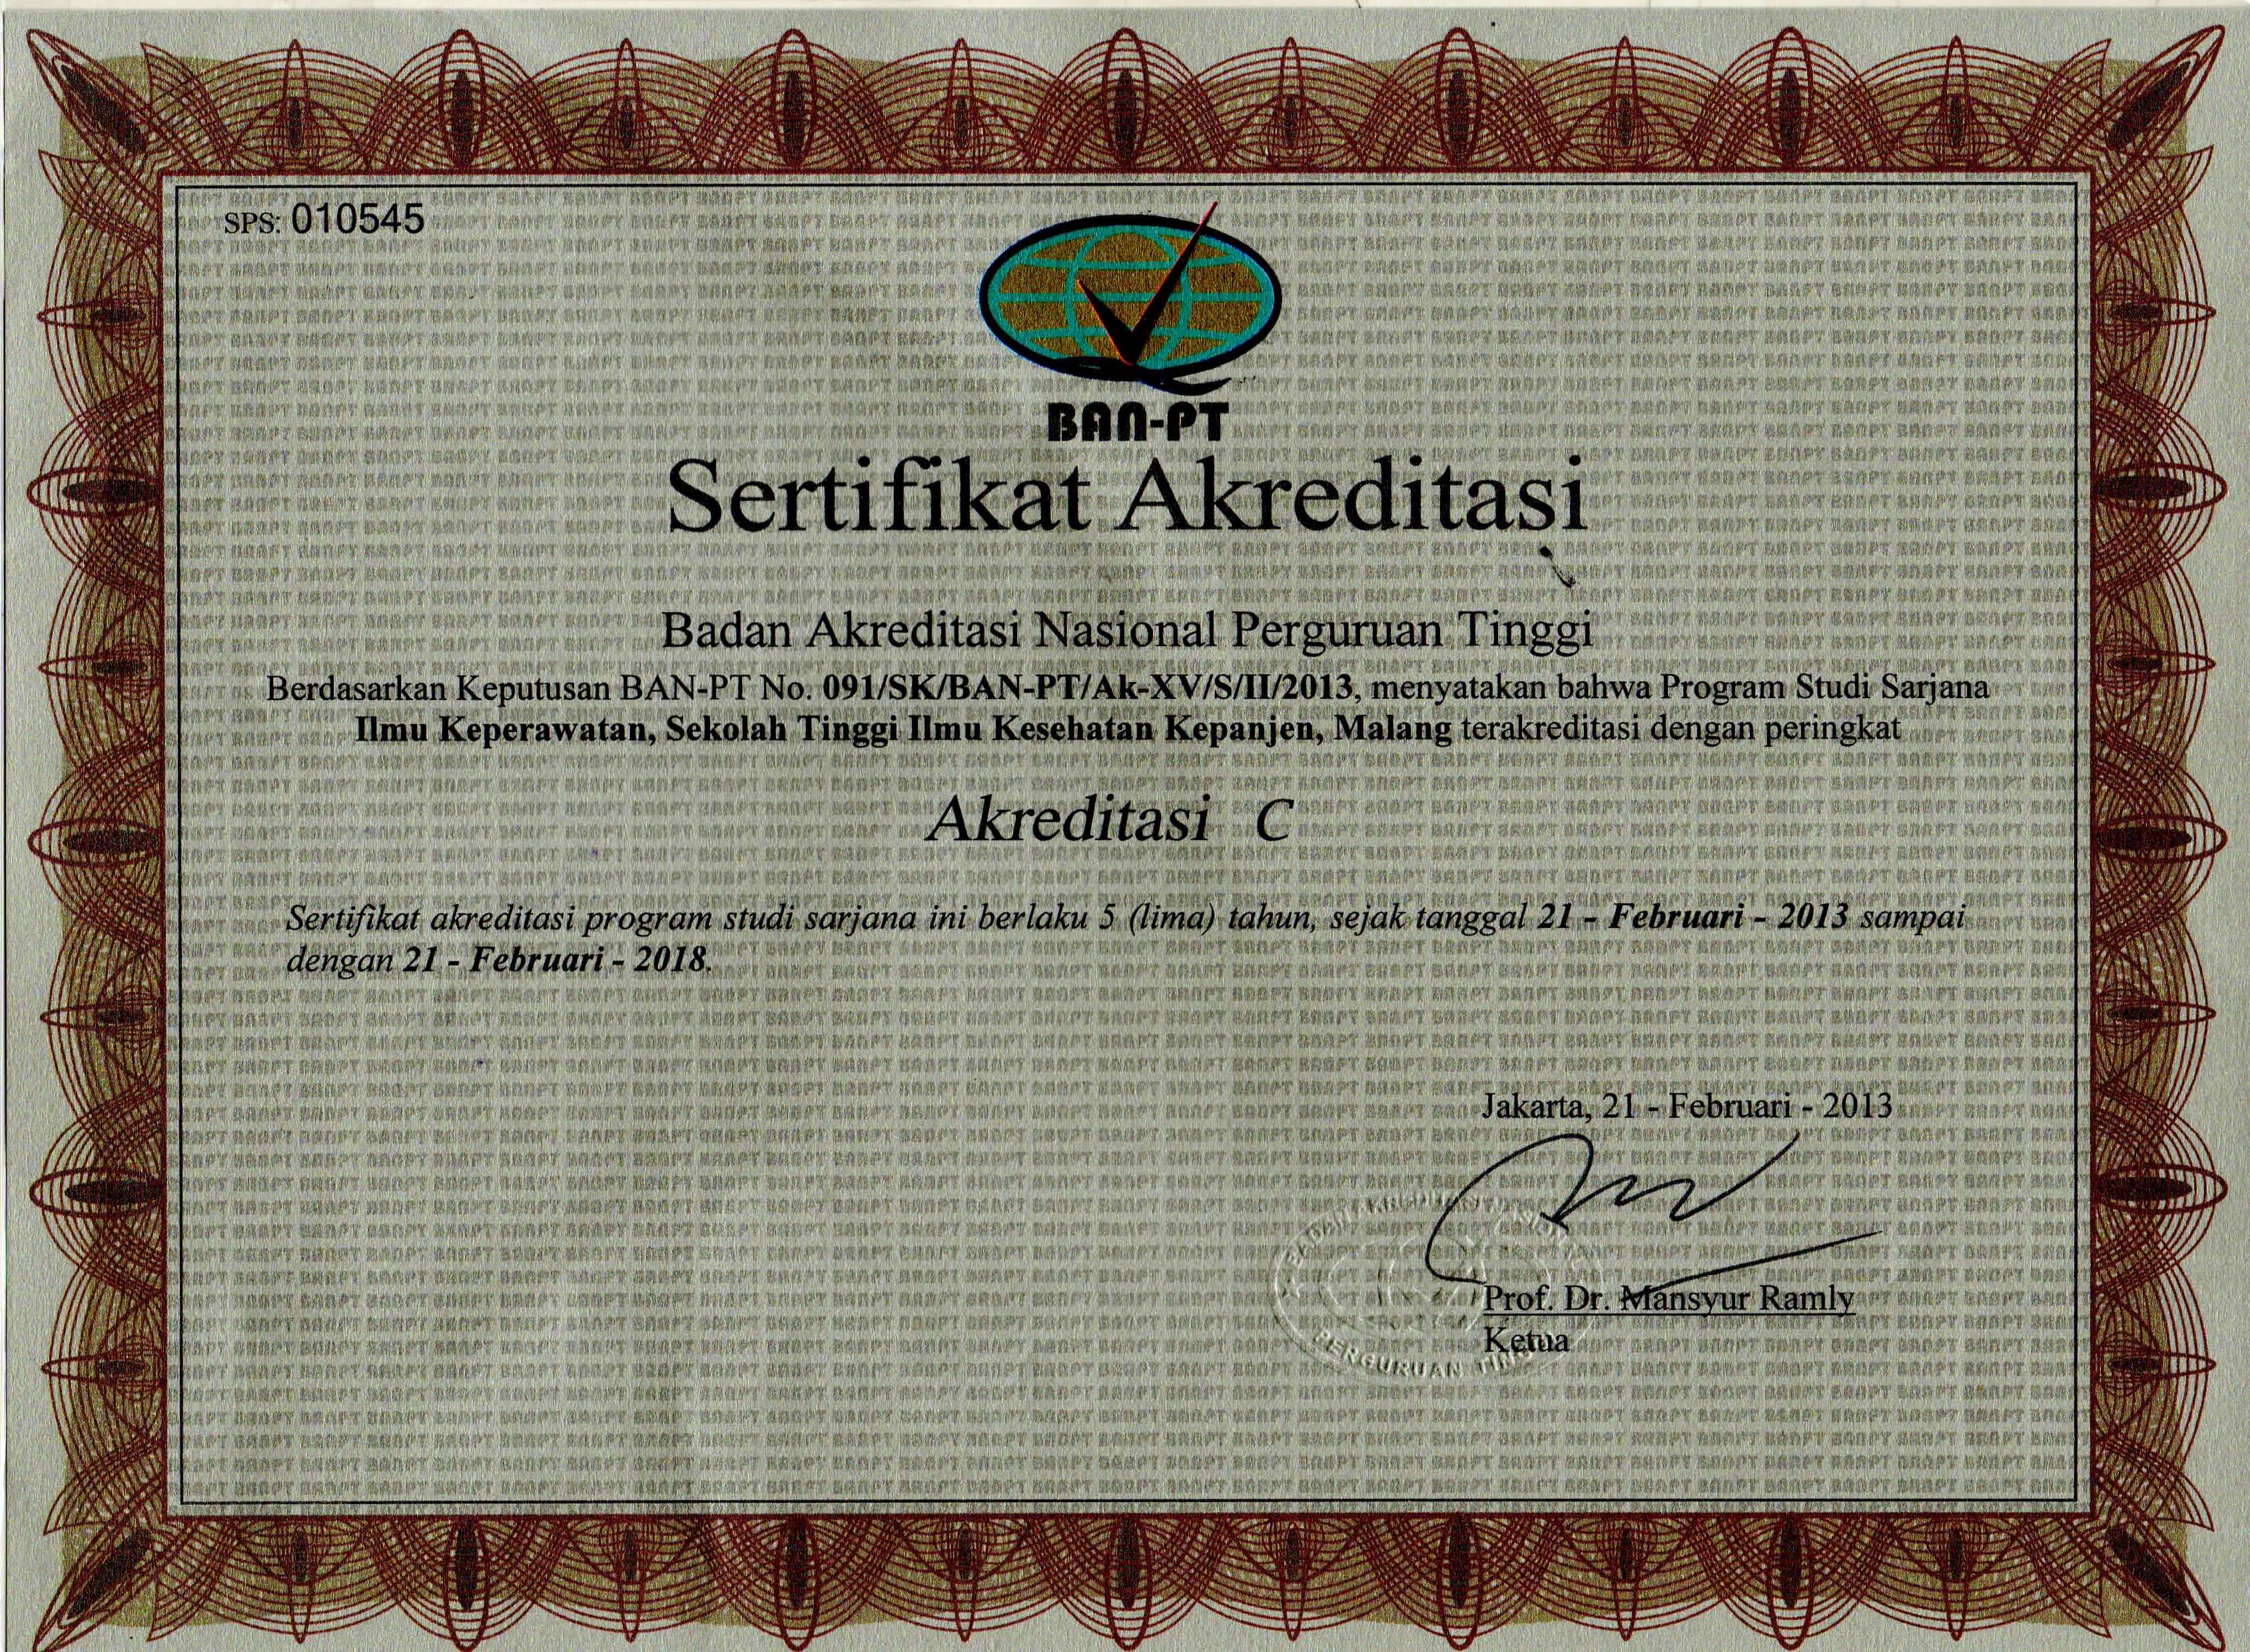 SPS: 010545
BAN-PT
Sertifikat Akreditasi
Badan Akreditasi Nasional Perguruan Tinggi
Berdasarkan Keputusan BAN-PT No. 091/SK/BAN-PT/Ak-XV/S/II/2013, menyatakan bahwa Program Studi Sarjana
Ilmu Keperawatan, Sekolah Tinggi Ilmu Kesehatan Kepanjen, Malang terakreditasi dengan peringkat
Akreditasi C
Sertifikat akreditasi program studi sarjana ini berlaku 5 (lima) tahun, sejak tanggal 21 - Februari - 2013 sampai
dengan 21 - Februari - 2018.
Jakarta, 21 - Februari - 2013
Prof. Dr. Mansyur Ramly
Ketua
PERGURUAN